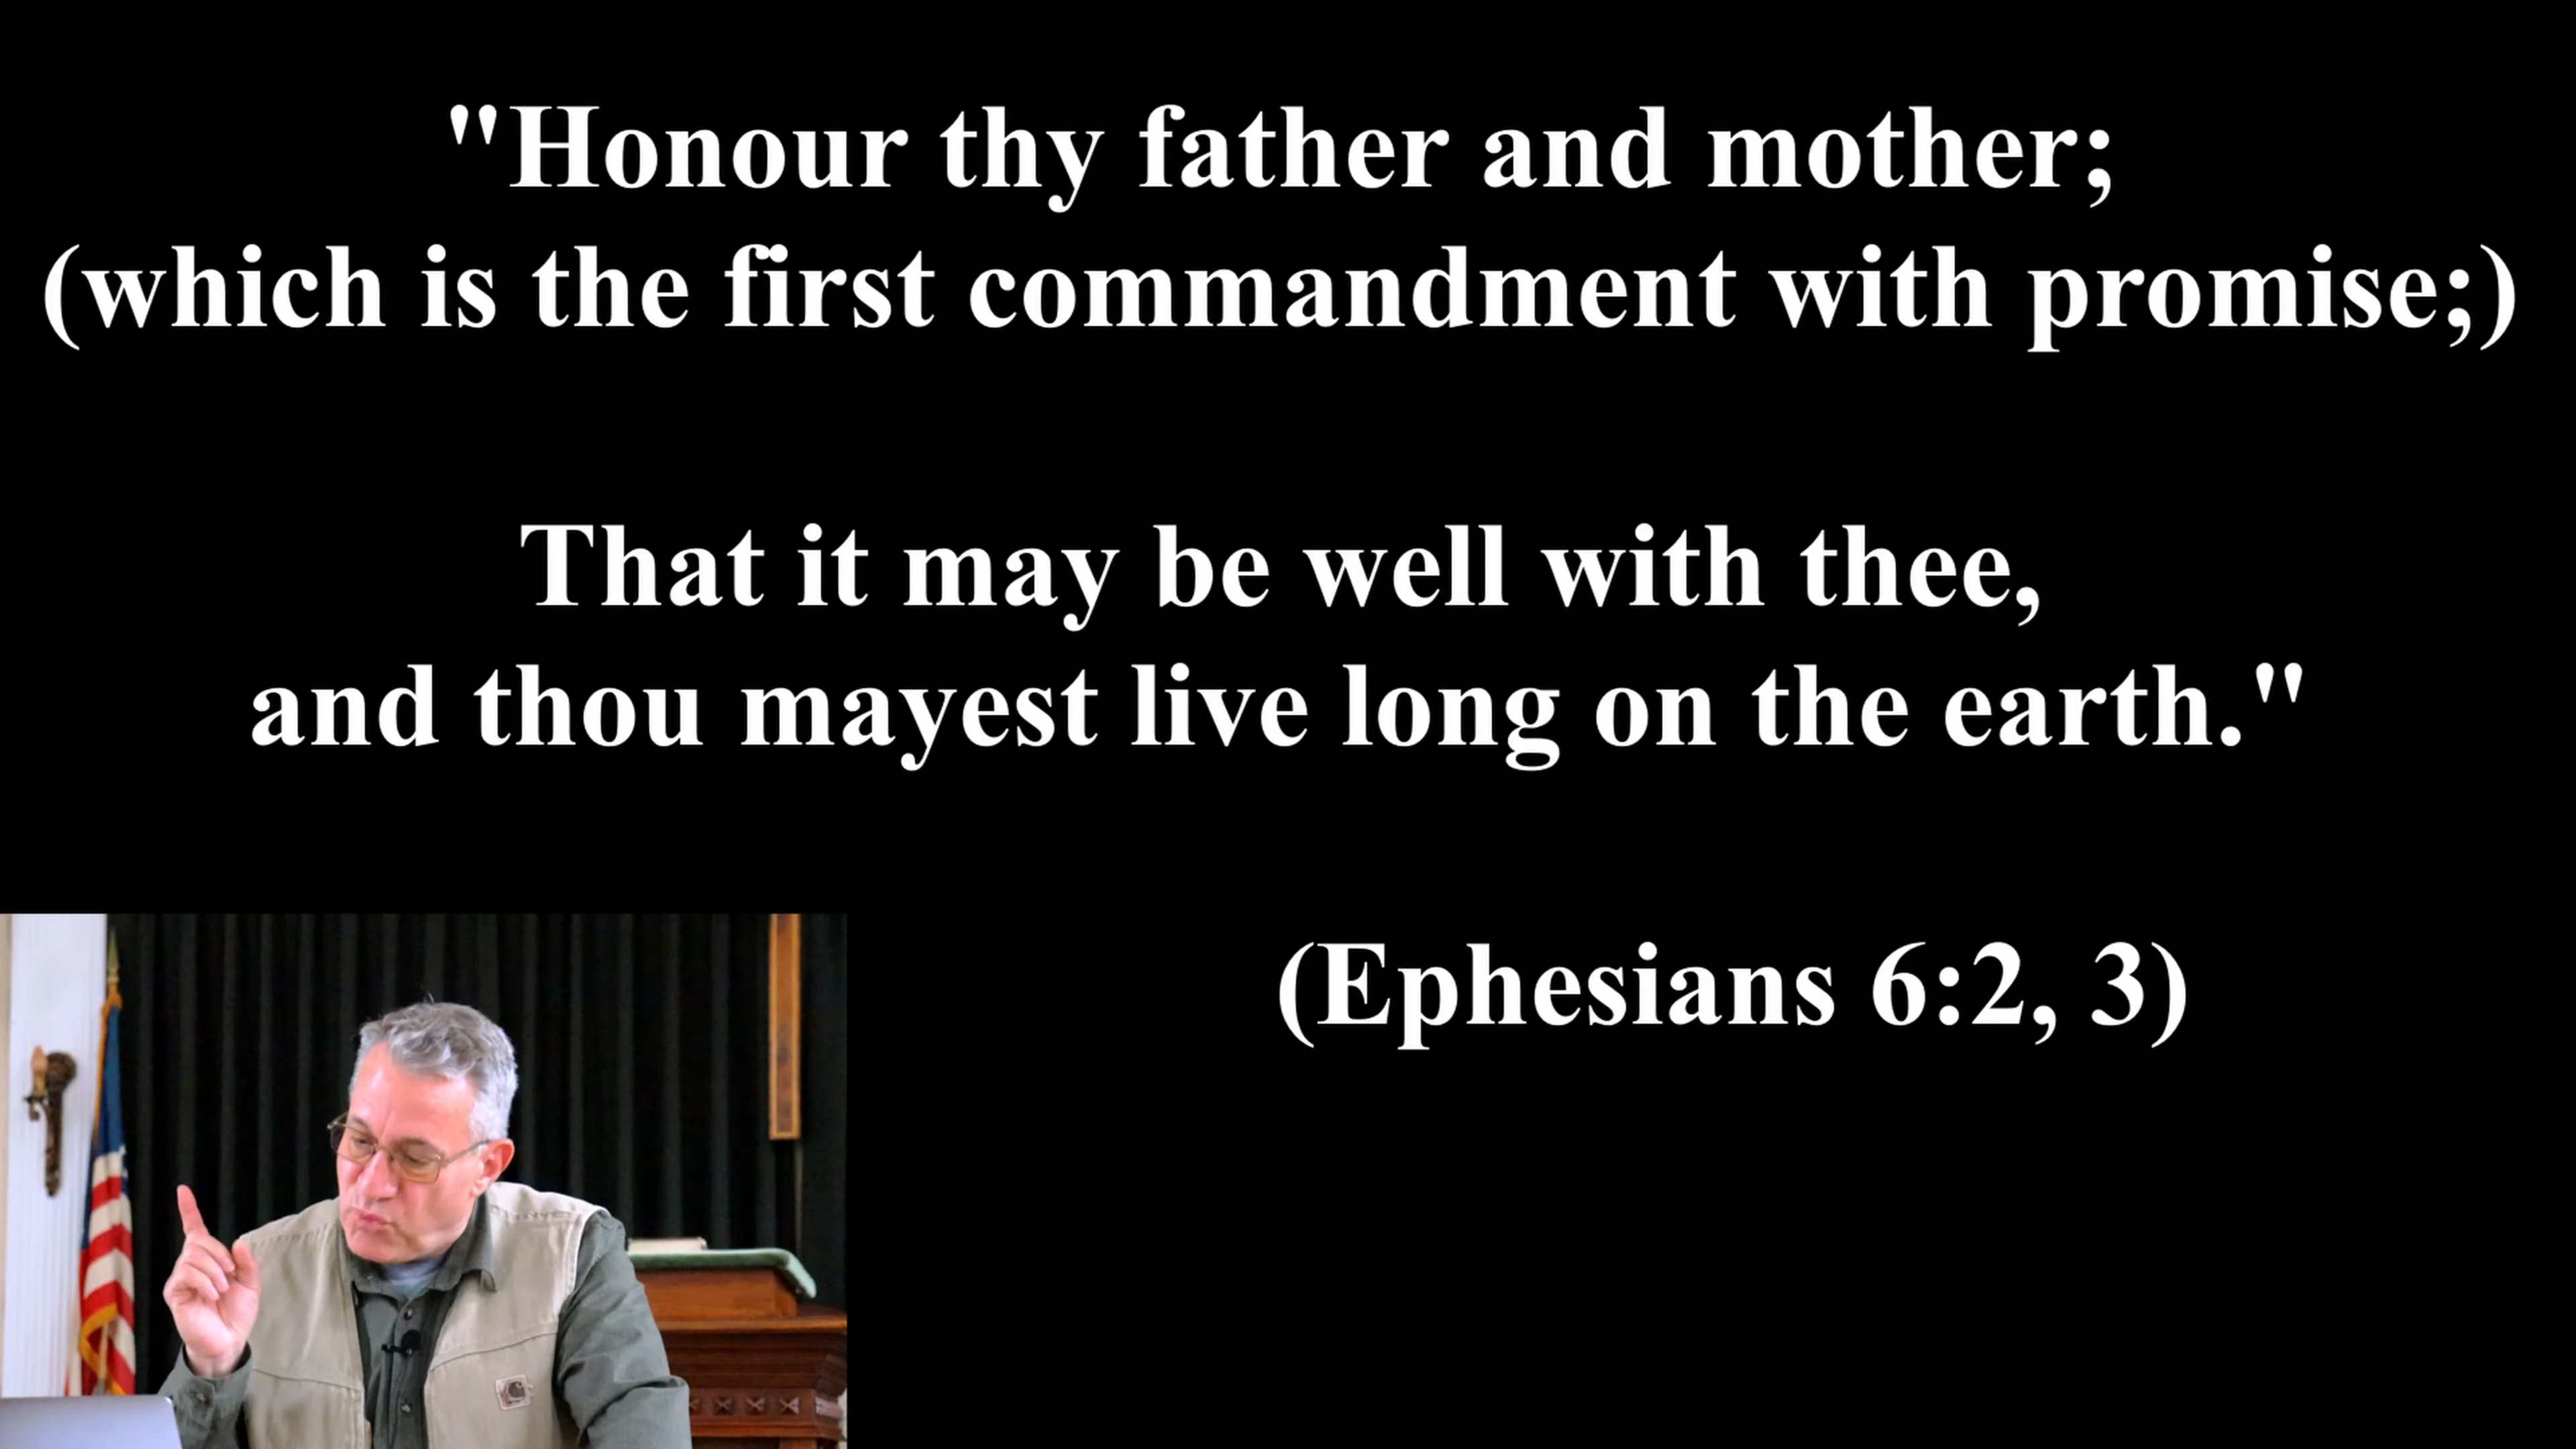 "Honour thy father and mother;
(which is the first commandment with promise;)
That it may be well with thee,
and thou mayest live long on the earth."
(Ephesians 6:2, 3)